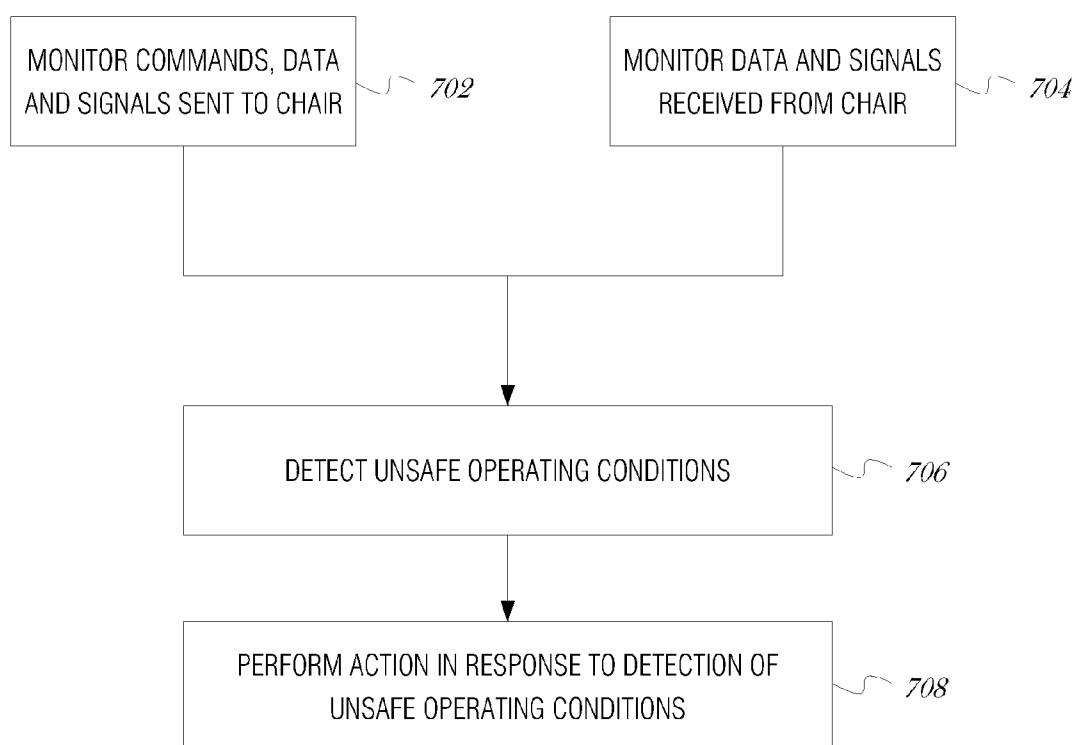 MONITOR COMMANDS, DATA
AND SIGNALS SENT TO CHAIR
702
MONITOR DATA AND SIGNALS
RECEIVED FROM CHAIR
704
DETECT UNSAFE OPERATING CONDITIONS
706
PERFORM ACTION IN RESPONSE TO DETECTION OF
UNSAFE OPERATING CONDITIONS
708